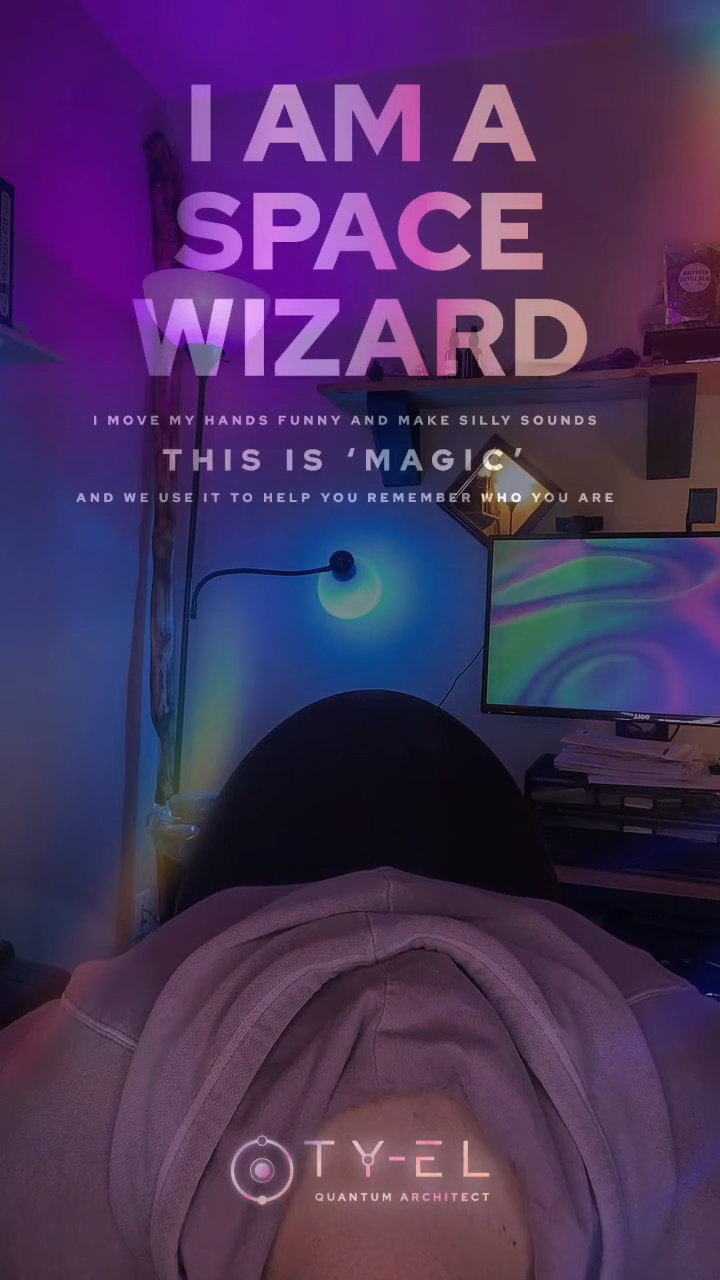 I AM A
SPACE
WIZARD
I MOVE MY HANDS FUNNY AND MAKE SILLY SOUNDS
THIS IS ‘MAGIC’
AND WE USE IT TO HELP YOU REMEMBER WHO YOU ARE
TY-EL
QUANTUM ARCHITECT